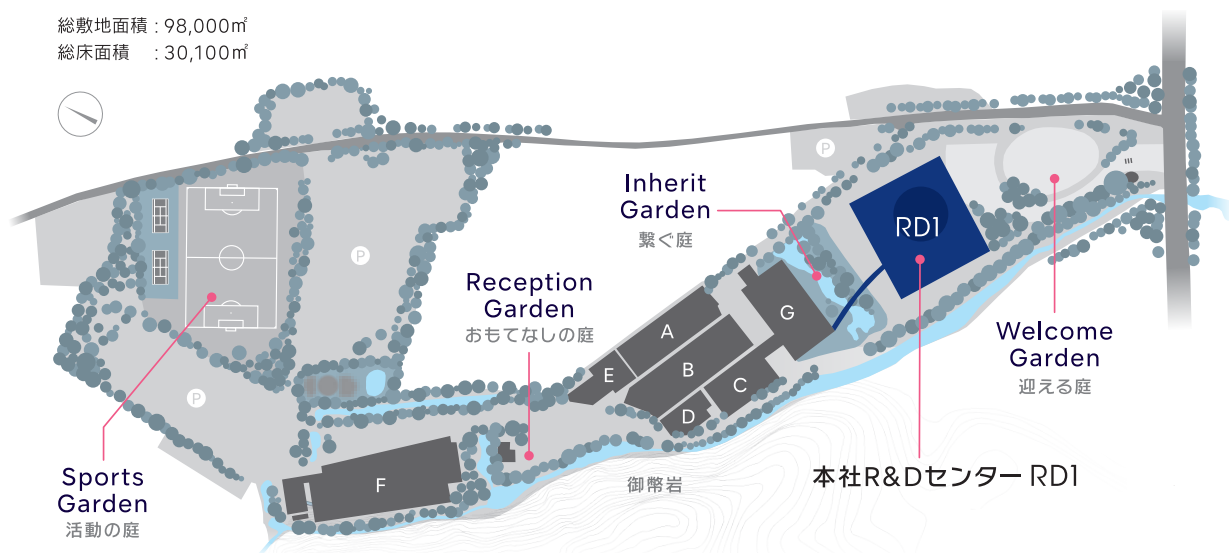 総敷地面積 : 98,000㎡
総床面積 : 30,100㎡
P
P
P
Inherit
Garden
繋ぐ庭
RD1
Reception
Garden
おもてなしの庭
A
B
C
D
E
F
G
Welcome
Garden
迎える庭
Sports
Garden
活動の庭
御幣岩
本社R&Dセンター RD1